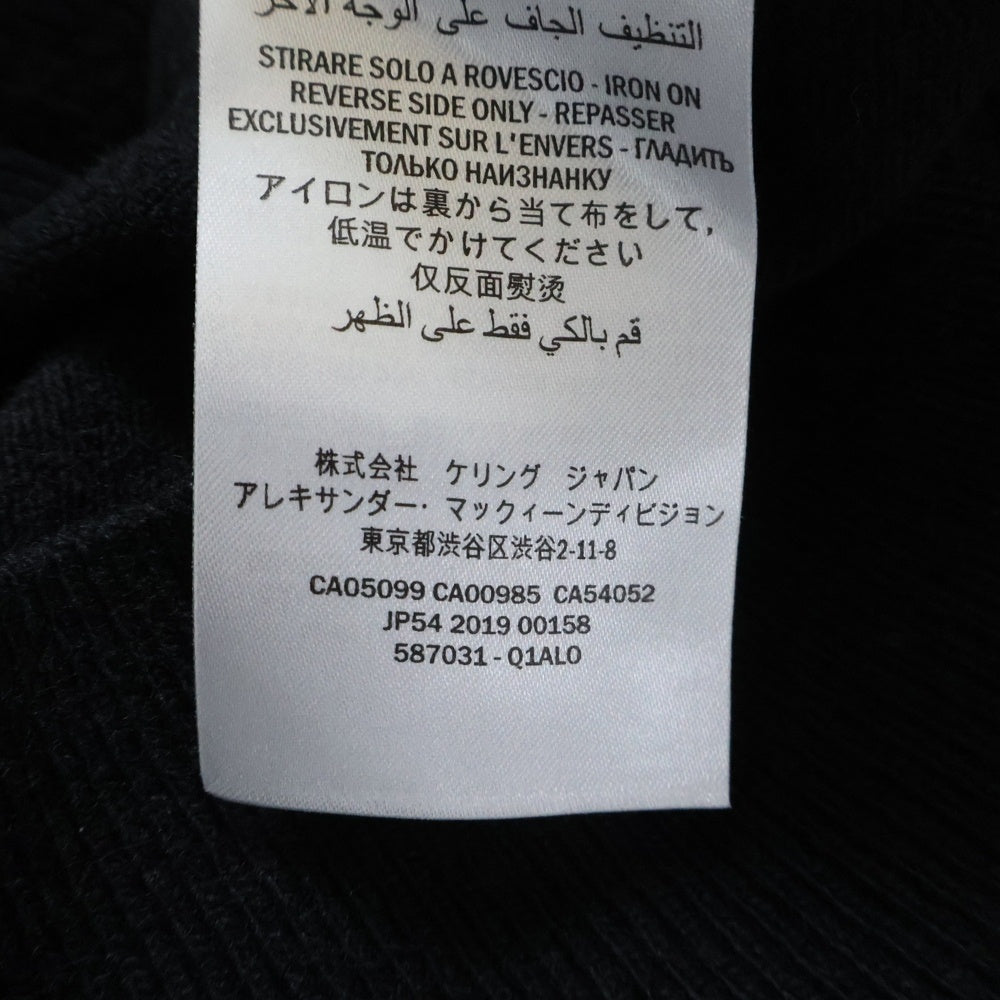 التنظيف الجاف على الوجه الآخر
STIRARE SOLO A ROVESCIO - IRON ON
REVERSE SIDE ONLY - REPASSER
EXCLUSIVEMENT SUR L'ENVERS - ГЛАДИТЬ
ТОЛЬКО НАИЗНАНКУ
アイロンは裏から当て布をして,
低温でかけてください
仅反面熨烫
قم بالكي فقط على الظهر
株式会社 ケリング ジャパン
アレキサンダー・マックィーンディビジョン
東京都渋谷区渋谷2-11-8
CA05099 CA00985 CA54052
JP54 2019 00158
587031 - Q1AL0